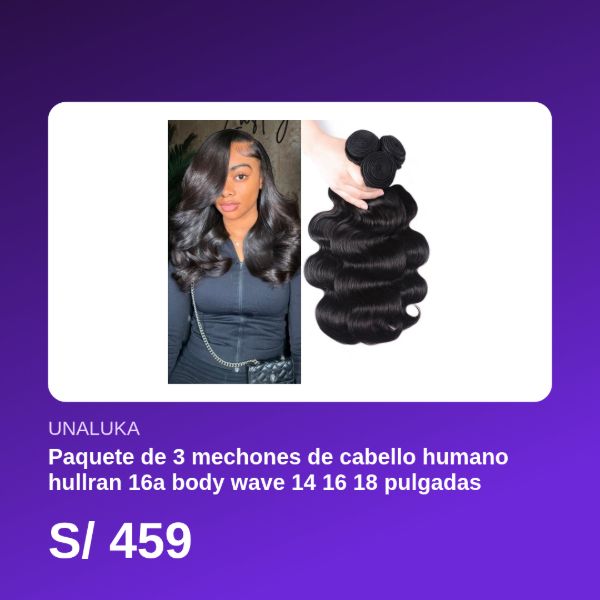 UNALUKA
Paquete de 3 mechones de cabello humano
hullran 16a body wave 14 16 18 pulgadas
S/ 459